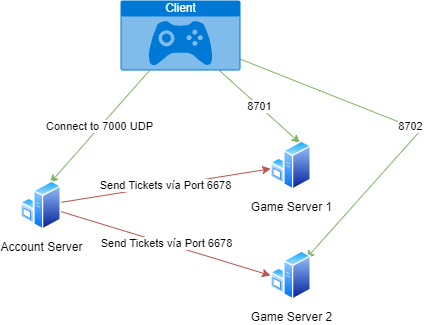 Client
8701
Connect to 7000 UDP
8702
Send Tickets vía Port 6678
Game Server 1
Account Server
Send Tickets vía Port 6678
Game Server 2